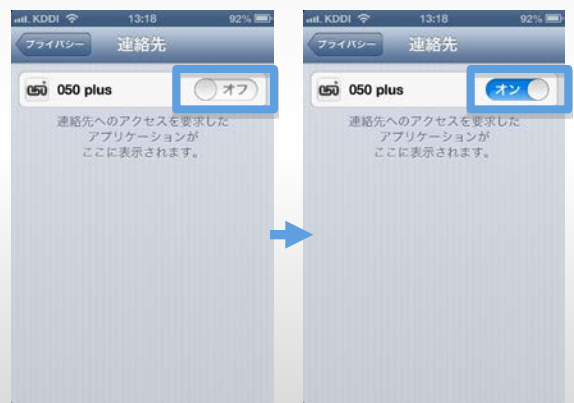 KDDI 13:18 92%
プライバシー 連絡先
050 050 plus オフ
連絡先へのアクセスを要求した
アプリケーションが
ここに表示されます。
KDDI 13:18 92%
プライバシー 連絡先
050 050 plus オン
連絡先へのアクセスを要求した
アプリケーションが
ここに表示されます。